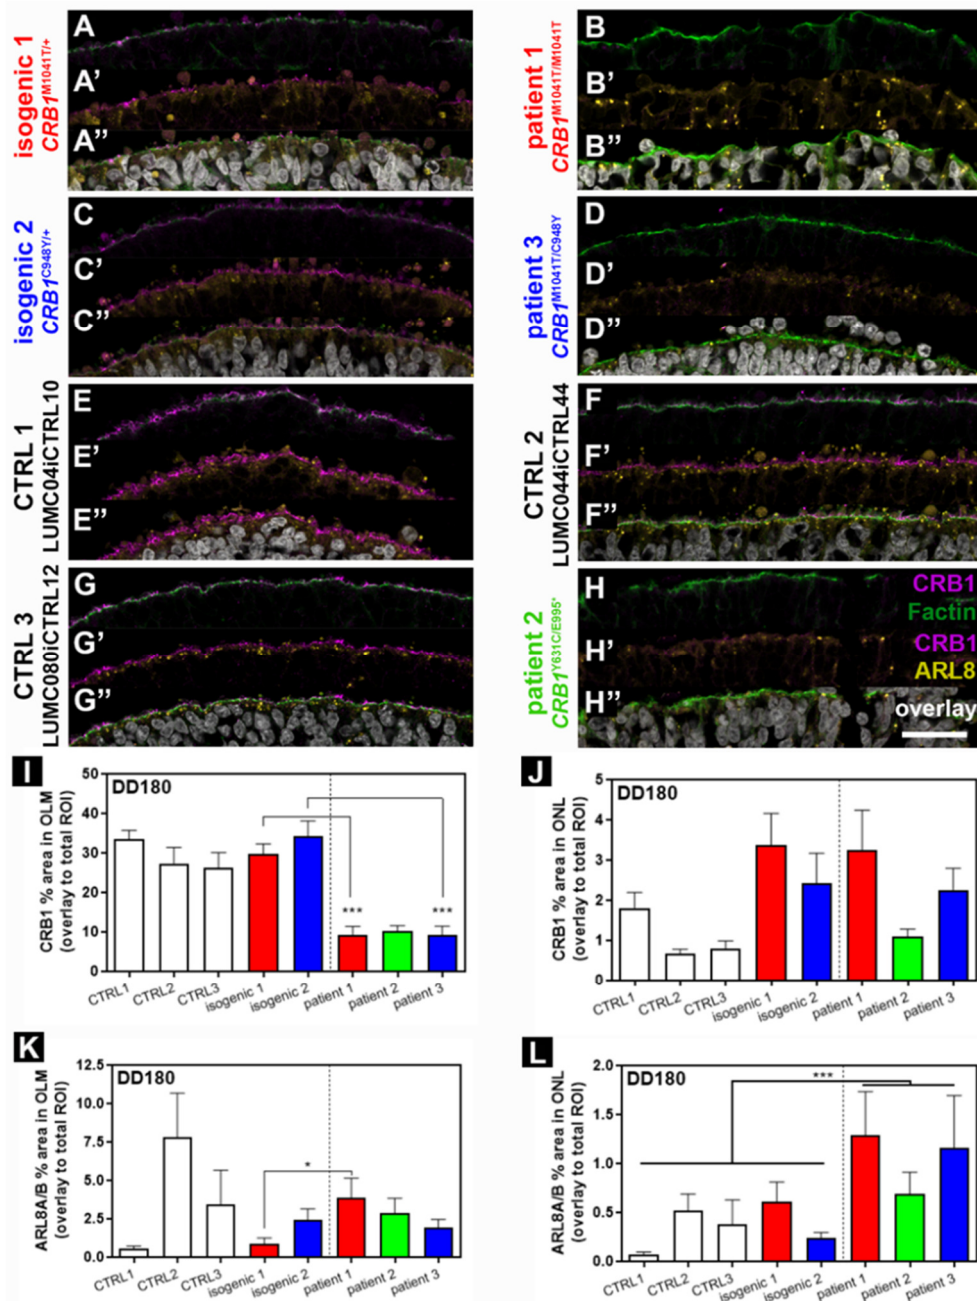 isogenic 1
CRB1M1041T/+
A
A'
A"
patient 1
CRB1M1041T/M1041T
B
B'
B"
isogenic 2
CRB1C948Y/+
C
C'
C"
patient 3
CRB1M1041T/C948Y
D
D'
D"
CTRL 1
LUMC04iCTRL10
E
E'
E"
CTRL 2
LUMC044iCTRL44
F
F'
F"
CTRL 3
LUMC080iCTRL12
G
G'
G"
patient 2
CRB1Y631C/E995*
H
H'
H"
CRB1
Factin
CRB1
ARL8
overlay
I
DD180
CRB1 % area in OLM
(overlay to total ROI)
50
40
30
20
10
0
***
***
CTRL1
CTRL2
CTRL3
isogenic 1
isogenic 2
patient 1
patient 2
patient 3
J
DD180
CRB1 % area in ONL
(overlay to total ROI)
5
4
3
2
1
0
CTRL1
CTRL2
CTRL3
isogenic 1
isogenic 2
patient 1
patient 2
patient 3
K
DD180
ARL8A/B % area in OLM
(overlay to total ROI)
12.5
10.0
7.5
5.0
2.5
0.0
*
CTRL1
CTRL2
CTRL3
isogenic 1
isogenic 2
patient 1
patient 2
patient 3
L
DD180
ARL8A/B % area in ONL
(overlay to total ROI)
2.0
1.5
1.0
0.5
0.0
***
CTRL1
CTRL2
CTRL3
isogenic 1
isogenic 2
patient 1
patient 2
patient 3